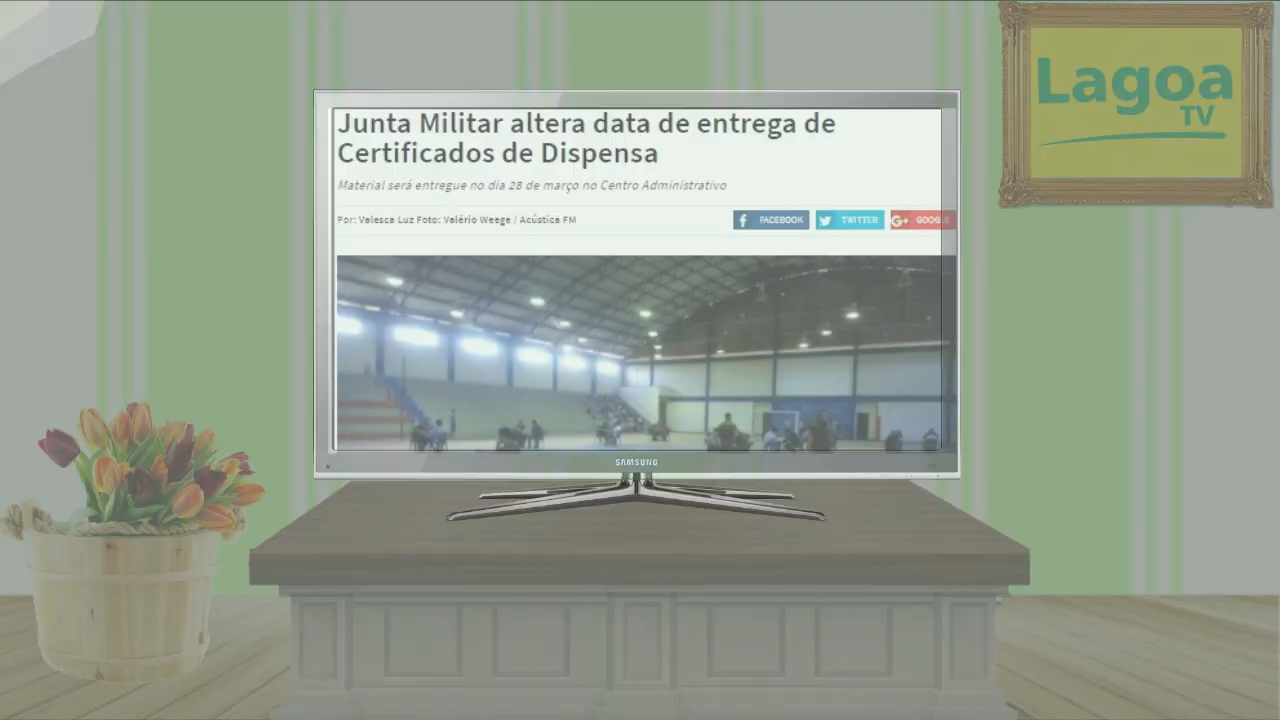 Lagoa
TV
Junta Militar altera data de entrega de
Certificados de Dispensa
Material será entregue no dia 28 de março no Centro Administrativo
Por: Valesca Luz Foto: Valério Weege / Acústica FM
FACEBOOK
TWITTER
GOOGLE
SAMSUNG